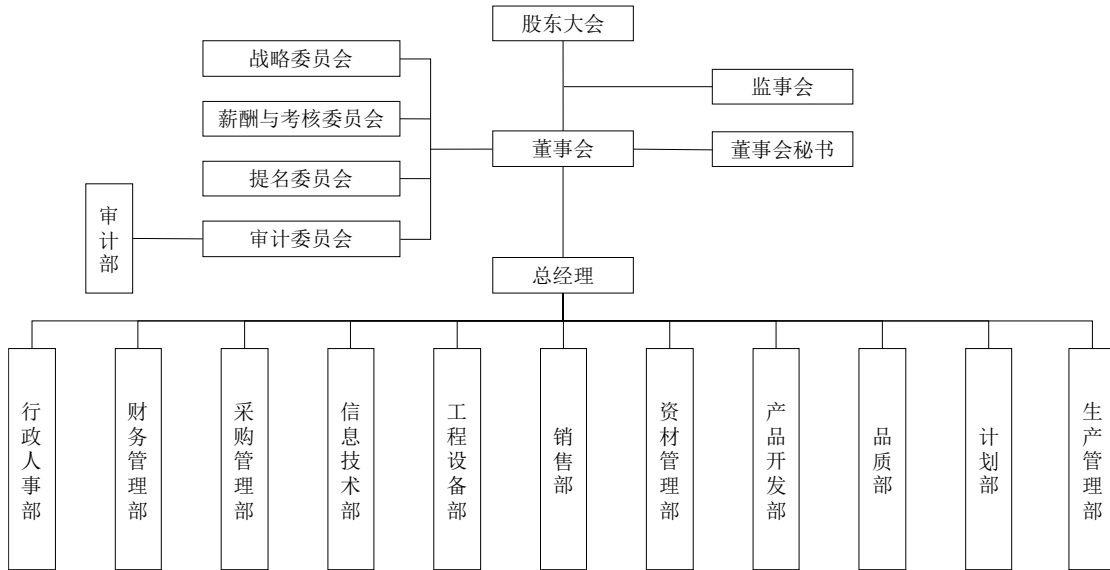 股东大会
战略委员会
监事会
薪酬与考核委员会
董事会
董事会秘书
提名委员会
审计部
审计委员会
总经理
行政人事部
财务管理部
采购管理部
信息技术部
工程设备部
销售部
资材管理部
产品开发部
品质部
计划部
生产管理部